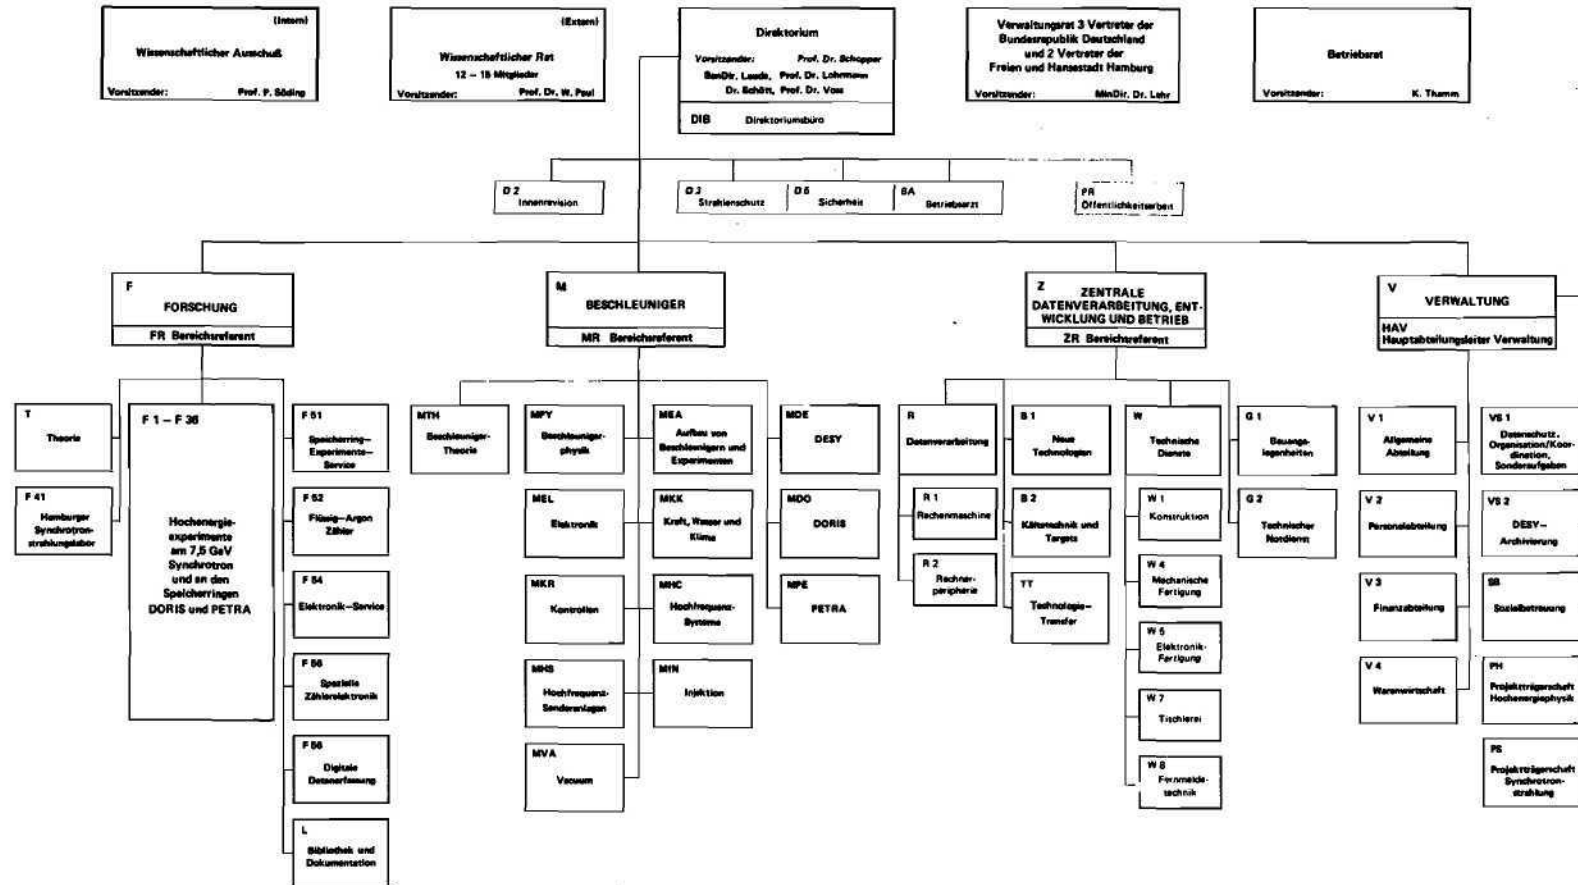 (Intern)
Wissenschaftlicher Ausschuß
Vorsitzender: Prof. P. Söding
(Extern)
Wissenschaftlicher Rat
12 – 15 Mitglieder
Vorsitzender: Prof. Dr. W. Paul
Direktorium
Vorsitzender: Prof. Dr. Schopper
SenDir. Laude, Prof. Dr. Lohrmann
Dr. Schött, Prof. Dr. Voss
DIB Direktoriumsbüro
Verwaltungsrat 3 Vertreter der
Bundesrepublik Deutschland
und 2 Vertreter der
Freien und Hansestadt Hamburg
Vorsitzender: MinDir. Dr. Lehr
Betriebsrat
Vorsitzender: K. Thamm
D 2
Innenrevision
D 3
Strahlenschutz
D 5
Sicherheit
BA
Betriebsarzt
PR
Öffentlichkeitsarbeit
F
FORSCHUNG
FR Bereichsreferent
M
BESCHLEUNIGER
MR Bereichsreferent
Z
ZENTRALE
DATENVERARBEITUNG, ENT-
WICKLUNG UND BETRIEB
ZR Bereichsreferent
V
VERWALTUNG
HAV
Hauptabteilungsleiter Verwaltung
T
Theorie
F 41
Hamburger
Synchrotron-
strahlungslabor
F 1 – F 36
Hochenergie-
experimente
am 7,5 GeV
Synchrotron
und an den
Speicherringen
DORIS und PETRA
F 51
Speicherring–
Experimente–
Service
F 52
Flüssig–Argon
Zähler
F 54
Elektronik–Service
Spezielle
Zählerelektronik
F 56
Digitale
Datenerfassung
L
Bibliothek und
Dokumentation
MTH
Beschleuniger-
Theorie
MPY
Beschleuniger-
physik
MEL
Elektronik
MKR
Kontrollen
MHS
Hochfrequenz-
Senderanlagen
MVA
Vacuum
MEA
Aufbau von
Beschleunigern und
Experimenten
MKK
Kraft, Wasser und
Klima
MHC
Hochfrequenz-
Systeme
MIN
Injektion
MDE
DESY
MDO
DORIS
MPE
PETRA
R
Datenverarbeitung
R 1
Rechenmaschine
R 2
Rechner-
peripherie
B 1
Neue
Technologien
B 2
Kältetechnik und
Targets
TT
Technologie–
Transfer
W
Technische
Dienste
W 1
Konstruktion
W 4
Mechanische
Fertigung
W 5
Elektronik-
Fertigung
W 7
Tischlerei
W 8
Fernmelde-
technik
G 1
Bauange-
legenheiten
G 2
Technischer
Notdienst
V 1
Allgemeine
Abteilung
V 2
Personalabteilung
V 3
Finanzabteilung
V 4
Warenwirtschaft
VS 1
Datenschutz,
Organisation/Koor-
dination,
Sonderaufgaben
VS 2
DESY–
Archivierung
SB
Sozialbetreuung
PH
Projektträgerschaft
Hochenergiephysik
PS
Projektträgerschaft
Synchrotron-
strahlung